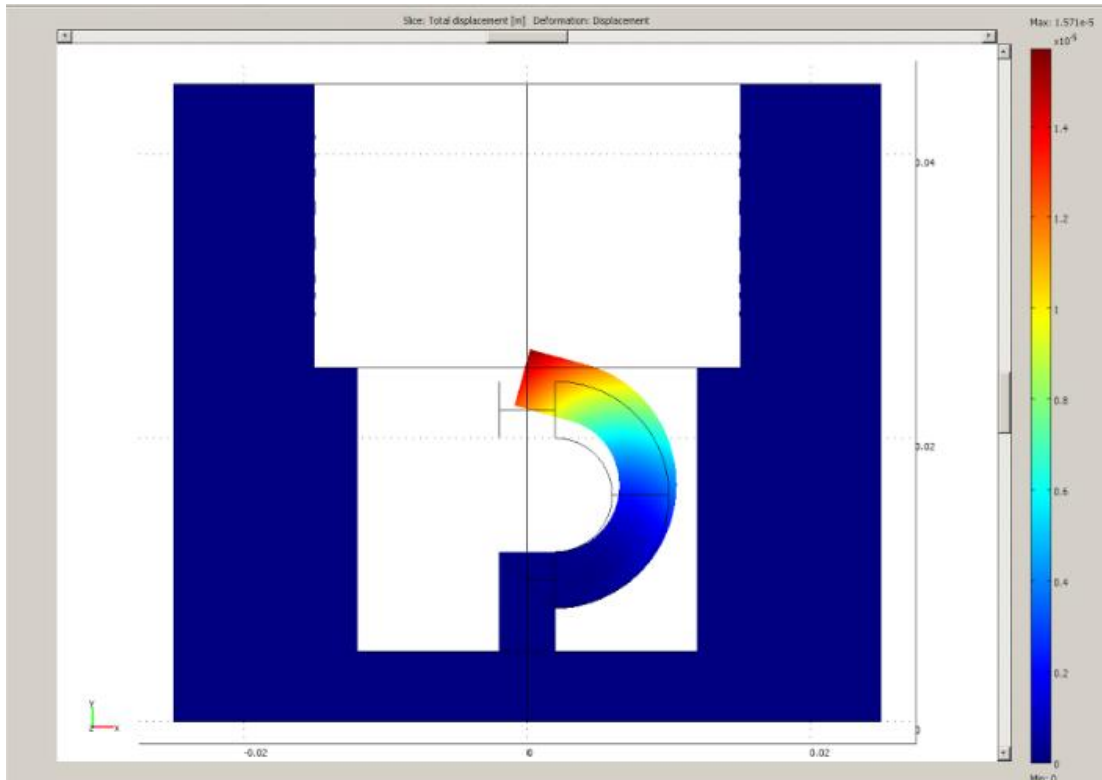 Slice: Total displacement [m] Deformation: Displacement
Max: 1.571e-5
x10⁻⁵
1.4
1.2
1
0.8
0.6
0.4
0.2
0
0.04
0.02
0
-0.02
0
0.02
y
z
x
Min: 0